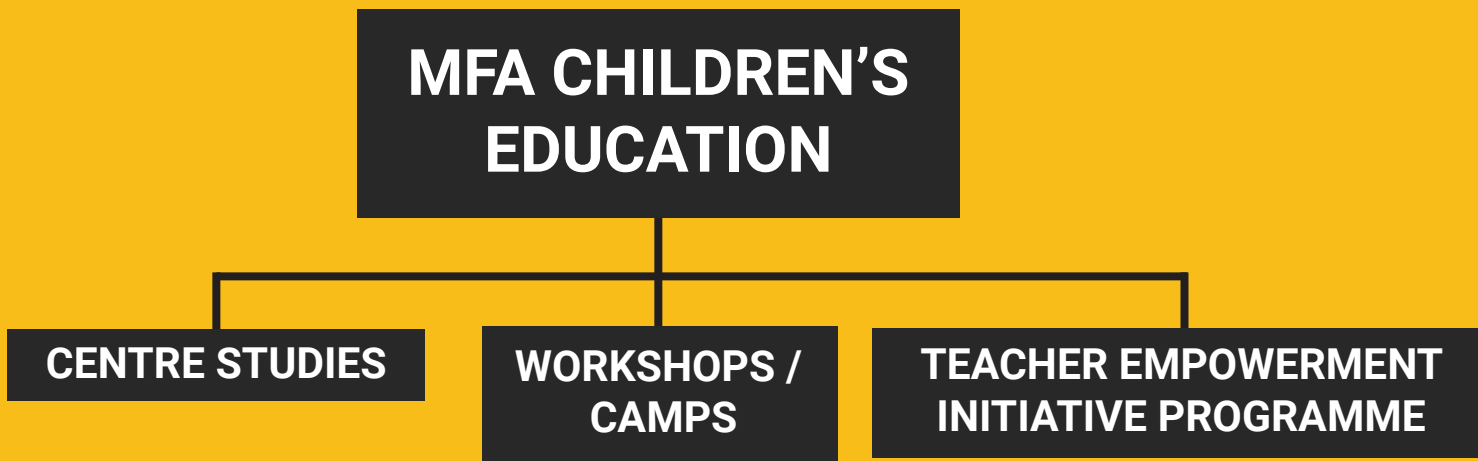 MFA CHILDREN’S
EDUCATION
CENTRE STUDIES
WORKSHOPS /
CAMPS
TEACHER EMPOWERMENT
INITIATIVE PROGRAMME